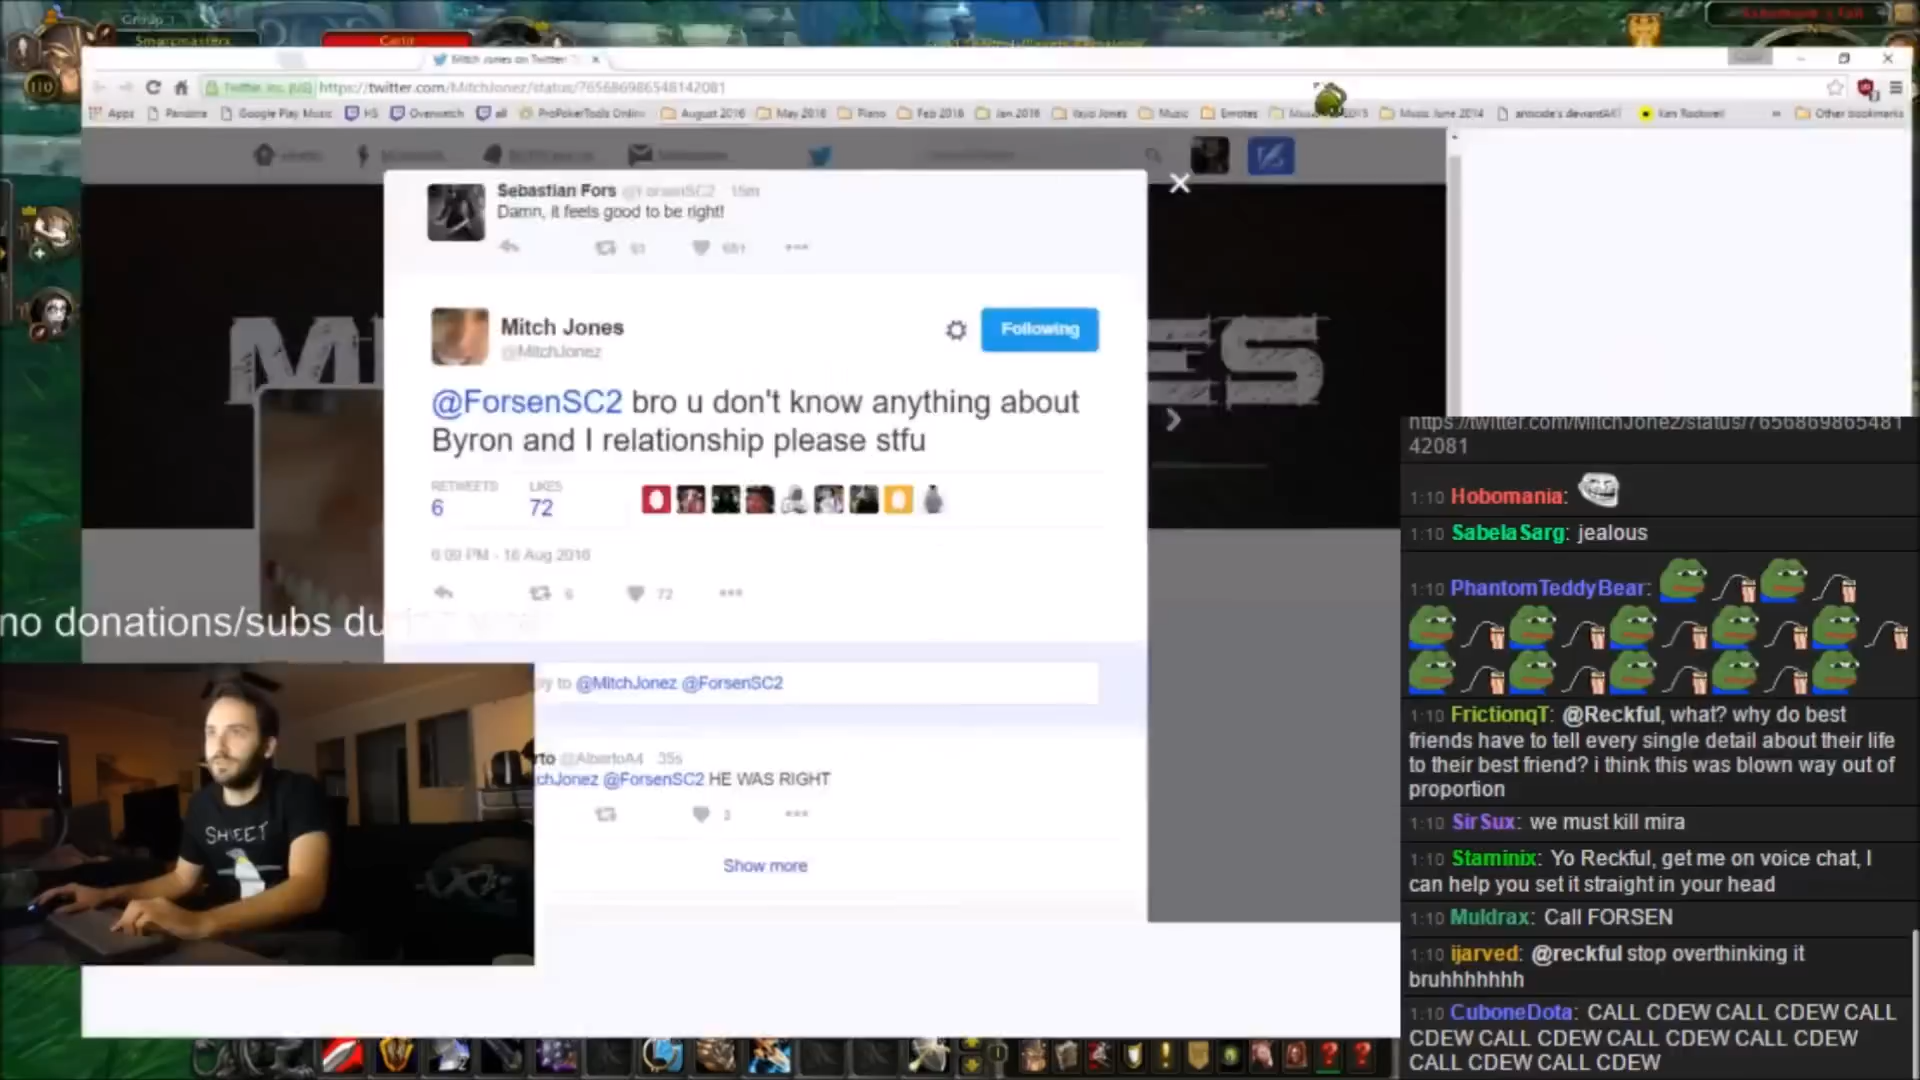 Group 1
Mitch Jones on Twitter
Twitter, Inc. [US]
https://twitter.com/MitchJonez/status/765686986548142081
Apps
Pandora
Google Play Music
HS
Overwatch
all
ProPokerTools Online
August 2016
May 2016
Piano
Feb 2016
Jan 2016
Music
Emotes
Music June 2014
Ken Rockwell
Other bookmarks
110
Sebastian Fors @ForsenSC2 15m
Damn, it feels good to be right!
Mitch Jones
@MitchJonez
Following
@ForsenSC2 bro u don't know anything about
Byron and I relationship please stfu
RETWEETS
6
LIKES
72
6:09 PM - 16 Aug 2016
6
72
no donations/subs du
to @MitchJonez @ForsenSC2
rto @AlbertoA4 35s
chJonez @ForsenSC2 HE WAS RIGHT
3
Show more
SHEET
https://twitter.com/MitchJonez/status/7656869865481
42081
1:10 Hobomania:
1:10 SabelaSarg: jealous
1:10 PhantomTeddyBear:
1:10 FrictionqT: @Reckful, what? why do best
friends have to tell every single detail about their life
to their best friend? i think this was blown way out of
proportion
1:10 SirSux: we must kill mira
1:10 Staminix: Yo Reckful, get me on voice chat, I
can help you set it straight in your head
1:10 Muldrax: Call FORSEN
1:10 ijarved: @reckful stop overthinking it
bruhhhhhhh
1:10 CuboneDota: CALL CDEW CALL CDEW CALL
CDEW CALL CDEW CALL CDEW CALL CDEW
CALL CDEW CALL CDEW